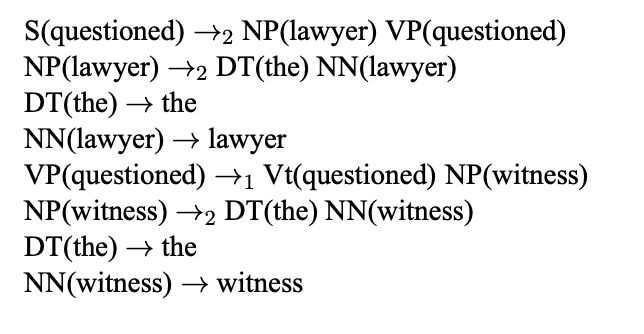 S(questioned) →₂ NP(lawyer) VP(questioned)
NP(lawyer) →₂ DT(the) NN(lawyer)
DT(the) → the
NN(lawyer) → lawyer
VP(questioned) →₁ Vt(questioned) NP(witness)
NP(witness) →₂ DT(the) NN(witness)
DT(the) → the
NN(witness) → witness